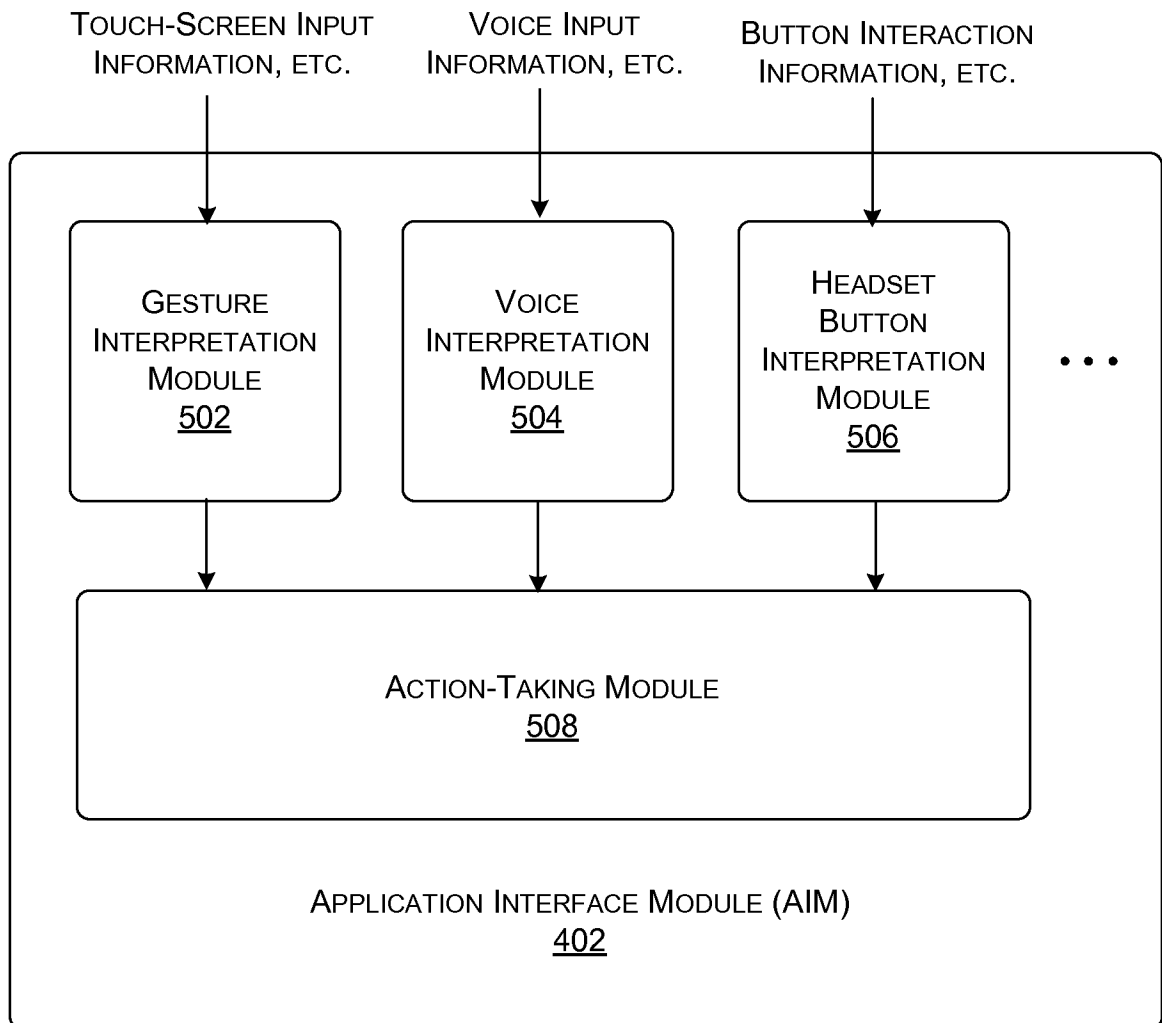 TOUCH-SCREEN INPUT
INFORMATION, ETC.
VOICE INPUT
INFORMATION, ETC.
BUTTON INTERACTION
INFORMATION, ETC.
GESTURE
INTERPRETATION
MODULE
502
VOICE
INTERPRETATION
MODULE
504
HEADSET
BUTTON
INTERPRETATION
MODULE
506
• • •
ACTION-TAKING MODULE
508
APPLICATION INTERFACE MODULE (AIM)
402